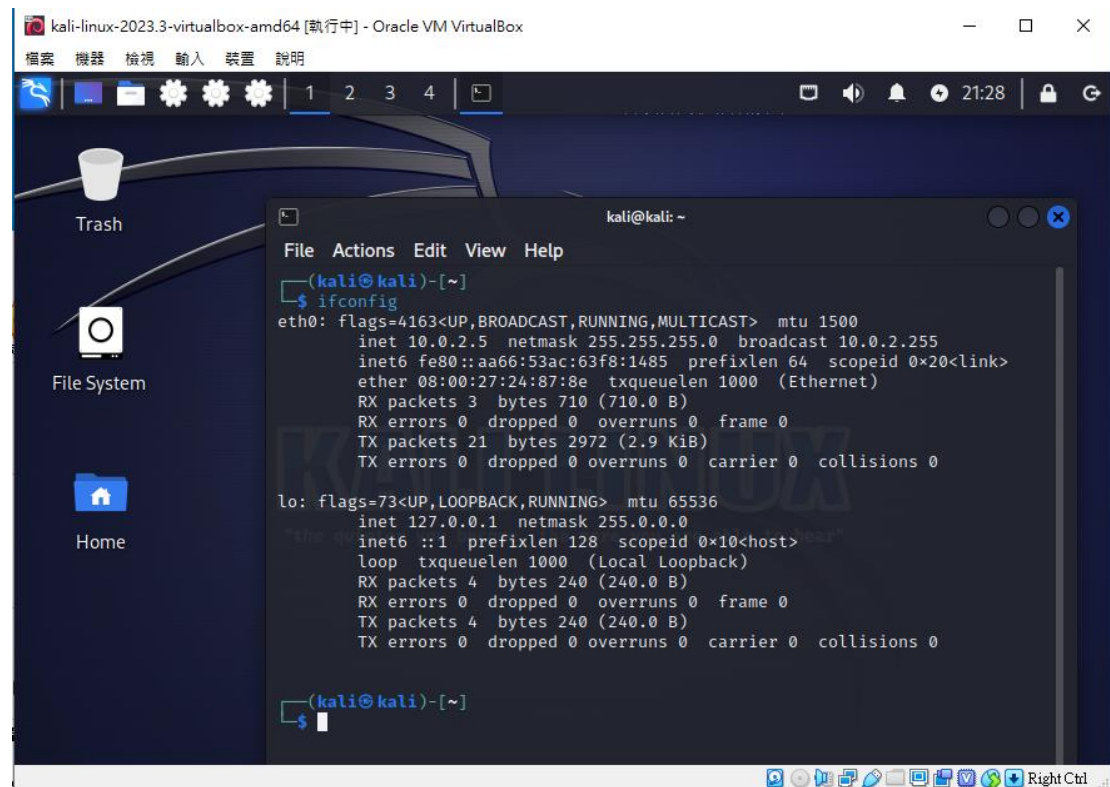 kali-linux-2023.3-virtualbox-amd64 [執行中] - Oracle VM VirtualBox
檔案 機器 檢視 輸入 裝置 說明
1 2 3 4 21:28
Trash
File System
Home
kali@kali: ~
File Actions Edit View Help
┌──(kali㉿kali)-[~]
└─$ ifconfig
eth0: flags=4163<UP,BROADCAST,RUNNING,MULTICAST> mtu 1500
inet 10.0.2.5 netmask 255.255.255.0 broadcast 10.0.2.255
inet6 fe80::aa66:53ac:63f8:1485 prefixlen 64 scopeid 0×20<link>
ether 08:00:27:24:87:8e txqueuelen 1000 (Ethernet)
RX packets 3 bytes 710 (710.0 B)
RX errors 0 dropped 0 overruns 0 frame 0
TX packets 21 bytes 2972 (2.9 KiB)
TX errors 0 dropped 0 overruns 0 carrier 0 collisions 0
lo: flags=73<UP,LOOPBACK,RUNNING> mtu 65536
inet 127.0.0.1 netmask 255.0.0.0
inet6 ::1 prefixlen 128 scopeid 0×10<host>
loop txqueuelen 1000 (Local Loopback)
RX packets 4 bytes 240 (240.0 B)
RX errors 0 dropped 0 overruns 0 frame 0
TX packets 4 bytes 240 (240.0 B)
TX errors 0 dropped 0 overruns 0 carrier 0 collisions 0
┌──(kali㉿kali)-[~]
└─$
KALI LINUX
Right Ctrl